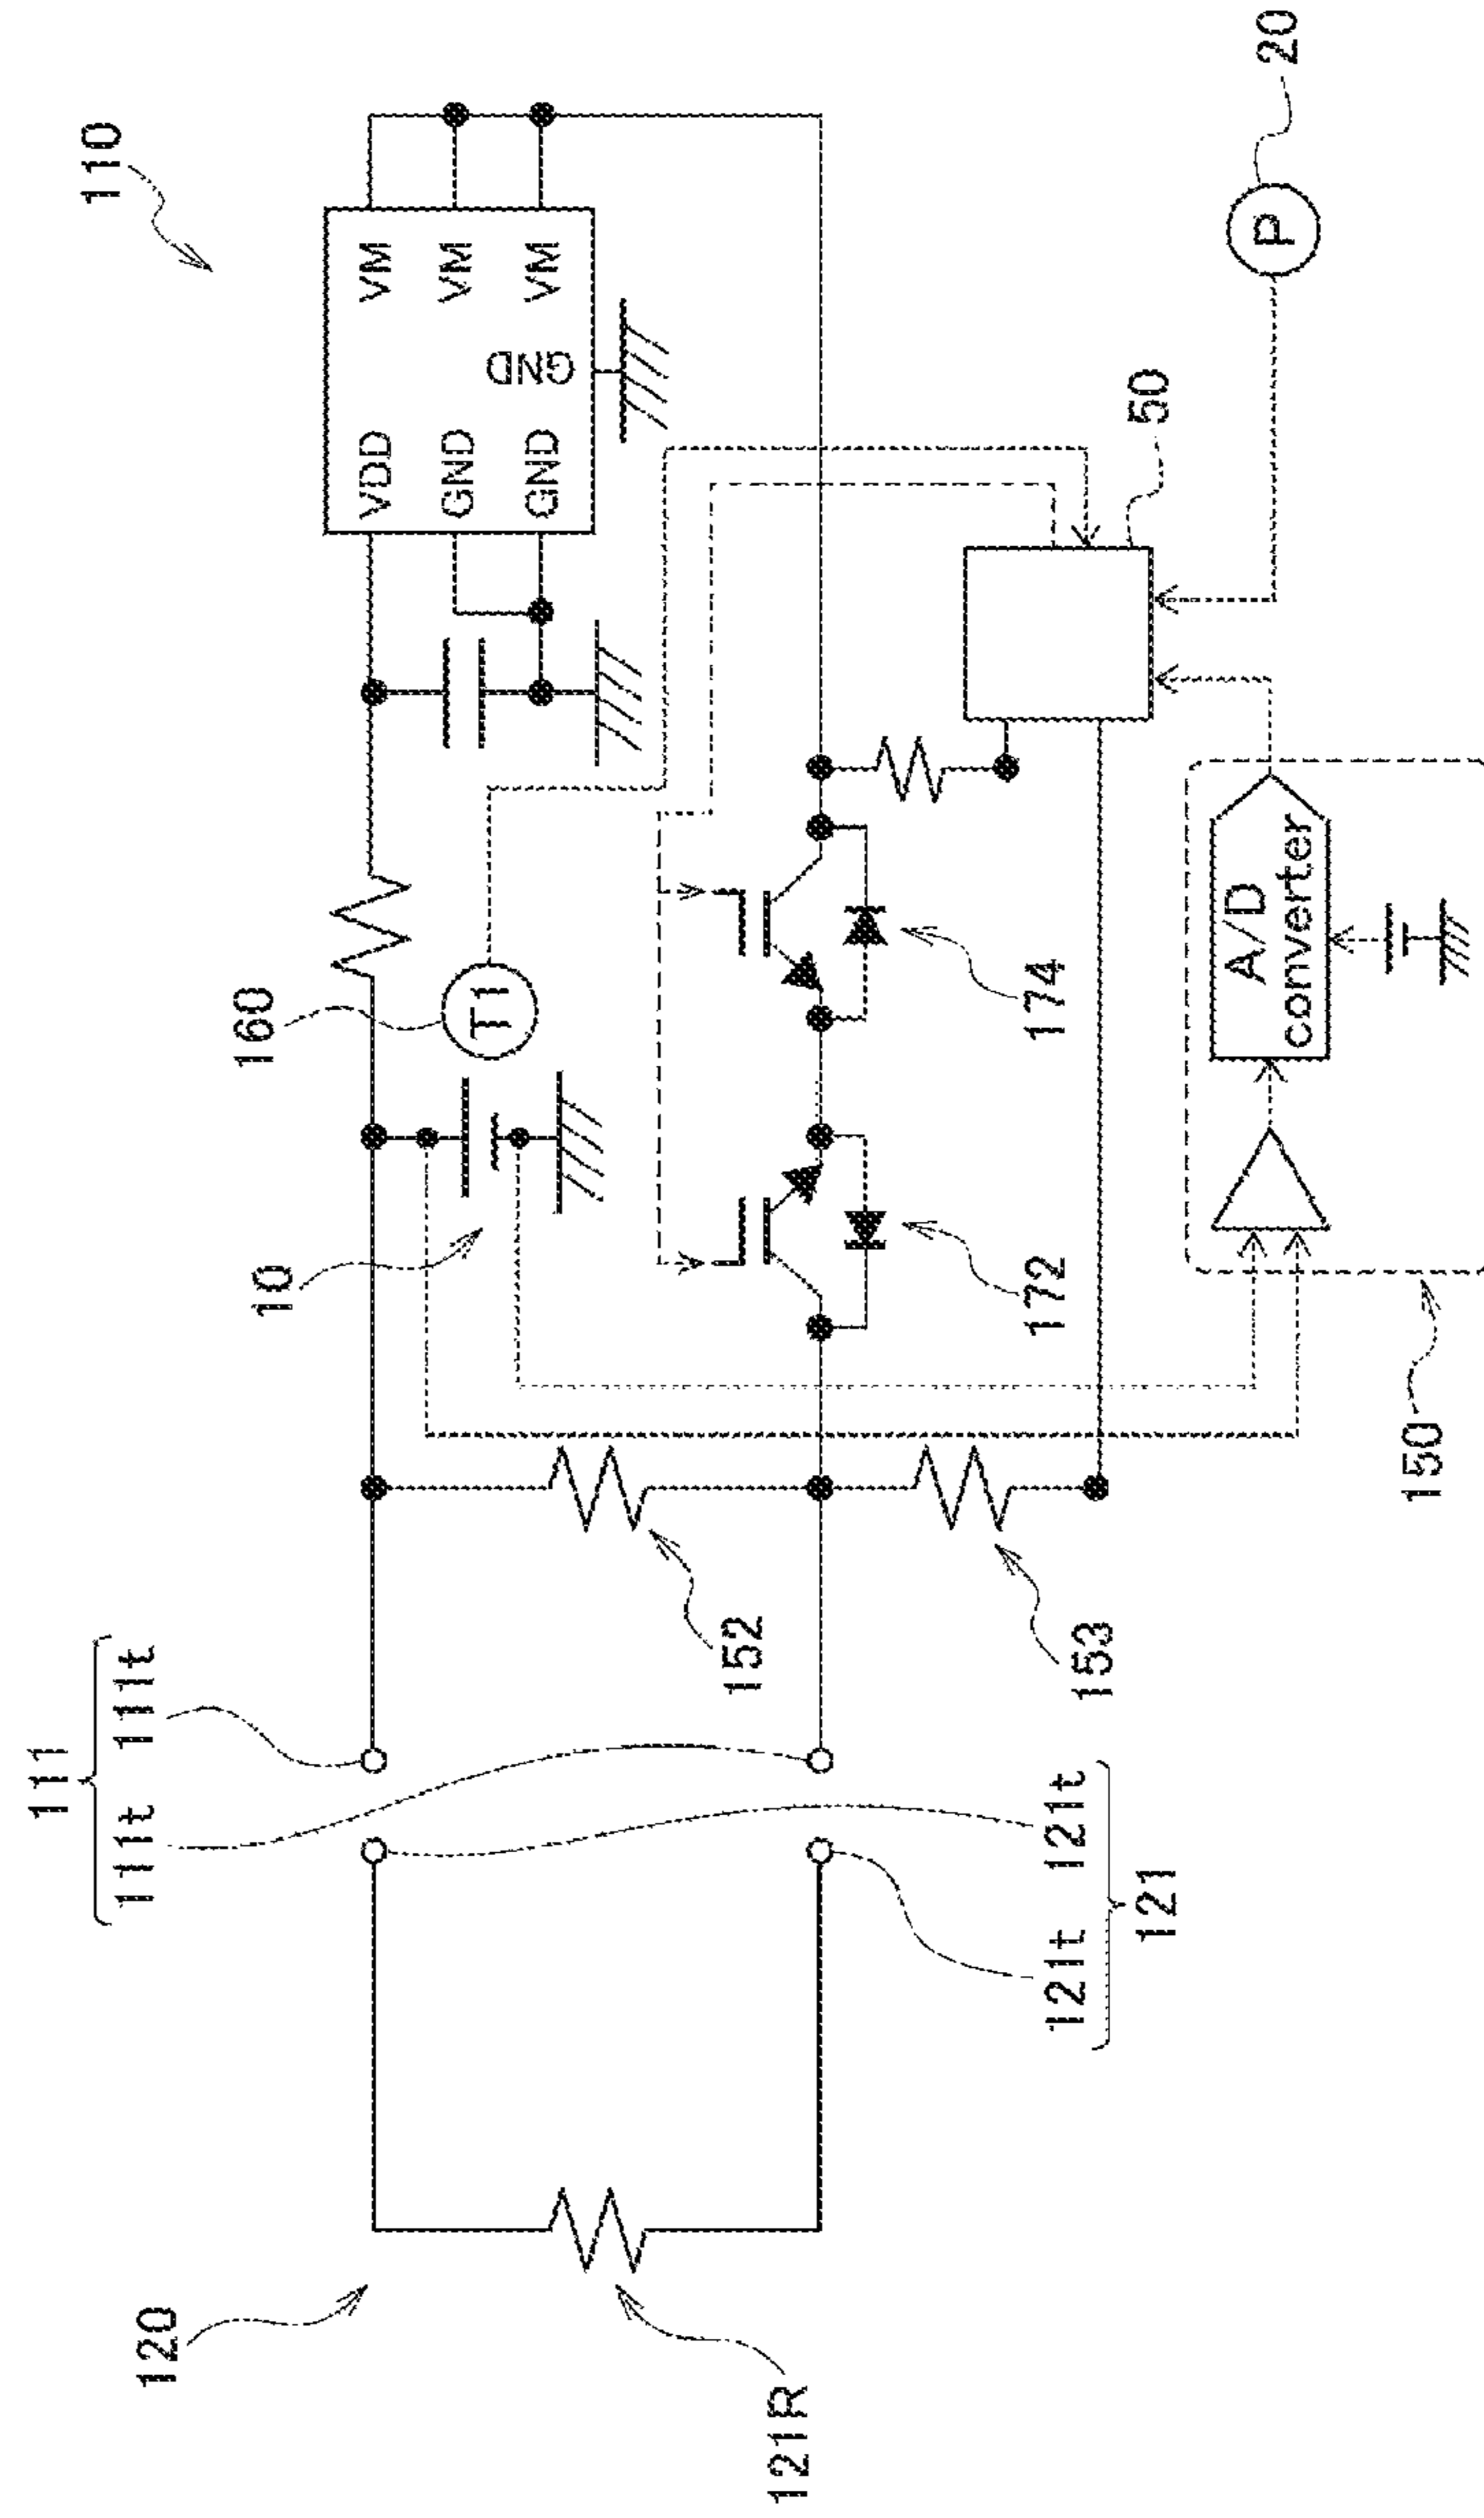 110
VDD
VM
GND
VM
GND
VM
GND
160
T1
10
111
111t
111t
120
121R
152
153
121t
121t
121
172
174
50
P
20
150
A/D
converter